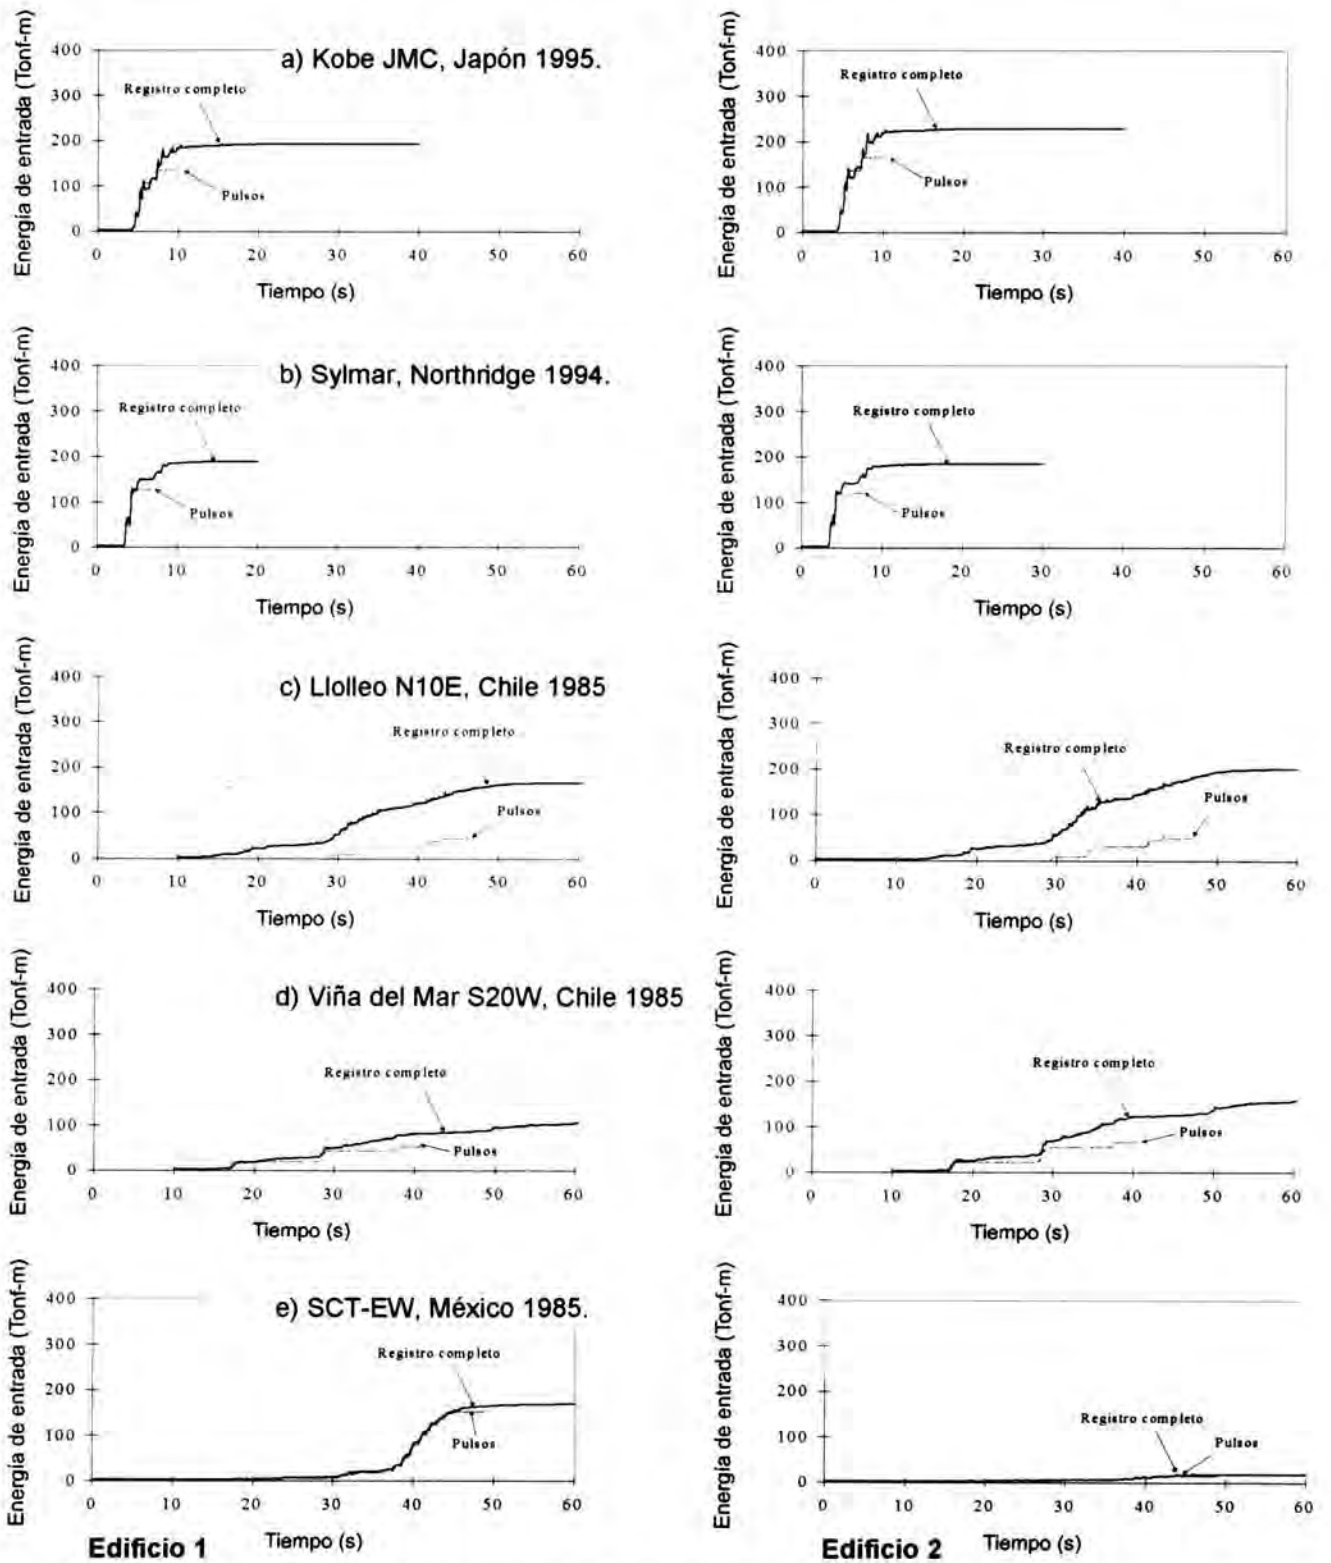 a) Kobe JMC, Japón 1995.
Energía de entrada (Tonf-m)
400
300
200
100
0
Registro completo
Pulsos
0 10 20 30 40 50 60
Tiempo (s)
Energía de entrada (Tonf-m)
400
300
200
100
0
Registro completo
Pulsos
0 10 20 30 40 50 60
Tiempo (s)
b) Sylmar, Northridge 1994.
Energía de entrada (Tonf-m)
400
300
200
100
0
Registro completo
Pulsos
0 10 20 30 40 50 60
Tiempo (s)
Energía de entrada (Tonf-m)
400
300
200
100
0
Registro completo
Pulsos
0 10 20 30 40 50 60
Tiempo (s)
c) Llolleo N10E, Chile 1985
Energía de entrada (Tonf-m)
400
300
200
100
0
Registro completo
Pulsos
0 10 20 30 40 50 60
Tiempo (s)
Energía de entrada (Tonf-m)
400
300
200
100
0
Registro completo
Pulsos
0 10 20 30 40 50 60
Tiempo (s)
d) Viña del Mar S20W, Chile 1985
Energía de entrada (Tonf-m)
400
300
200
100
0
Registro completo
Pulsos
0 10 20 30 40 50 60
Tiempo (s)
Energía de entrada (Tonf-m)
400
300
200
100
0
Registro completo
Pulsos
0 10 20 30 40 50 60
Tiempo (s)
e) SCT-EW, México 1985.
Energía de entrada (Tonf-m)
400
300
200
100
0
Registro completo
Pulsos
0 10 20 30 40 50 60
Edificio 1 Tiempo (s)
Energía de entrada (Tonf-m)
400
300
200
100
0
Registro completo
Pulsos
0 10 20 30 40 50 60
Edificio 2 Tiempo (s)